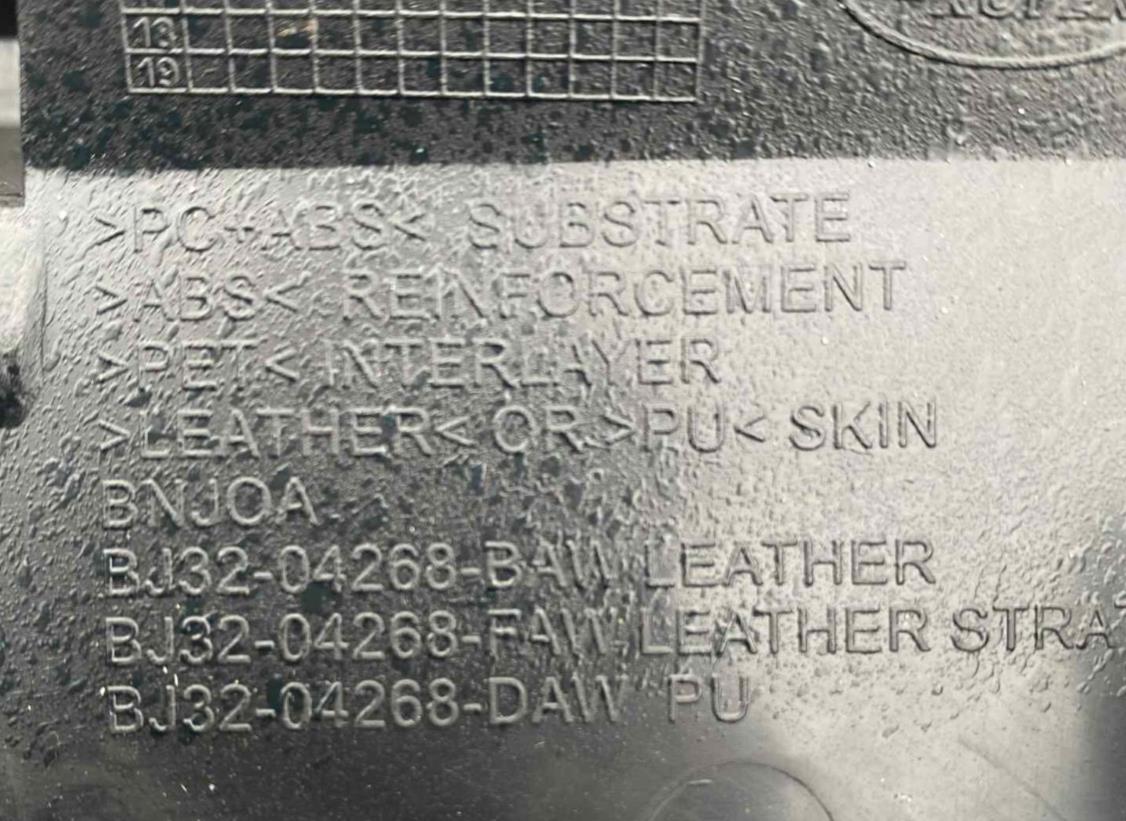 13
19
>PC+ABS< SUBSTRATE
>ABS< REINFORCEMENT
>PET< INTERLAYER
>LEATHER< OR >PU< SKIN
BNJOA
BJ32-04268-BAW LEATHER
BJ32-04268-FAW LEATHER STRA
BJ32-04268-DAW PU